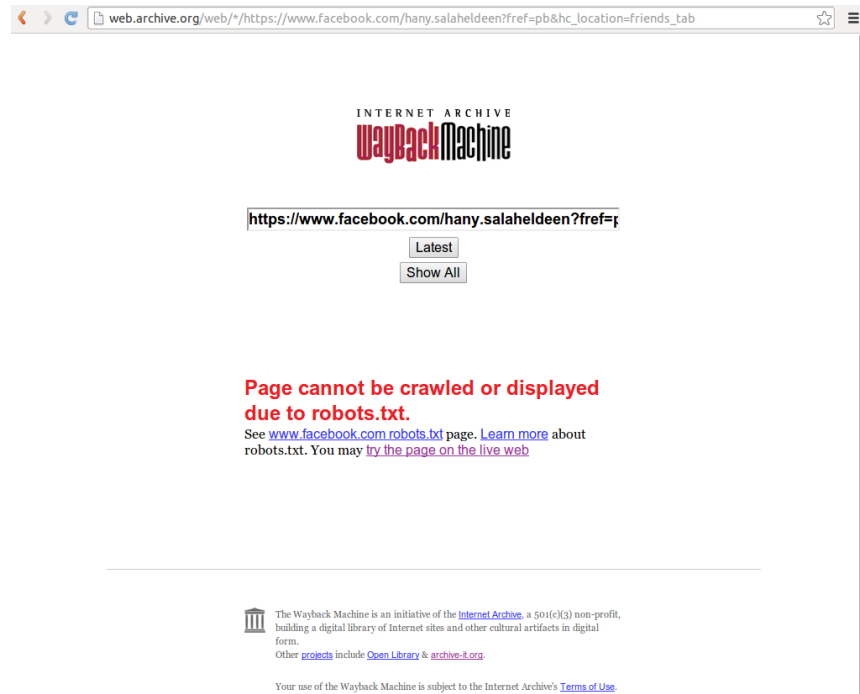 web.archive.org/web/*/https://www.facebook.com/hany.salaheldeen?fref=pb&hc_location=friends_tab
INTERNET ARCHIVE
WayBackMachine
https://www.facebook.com/hany.salaheldeen?fref=p
Latest
Show All
Page cannot be crawled or displayed
due to robots.txt.
See www.facebook.com robots.txt page. Learn more about
robots.txt. You may try the page on the live web
The Wayback Machine is an initiative of the Internet Archive, a 501(c)(3) non-profit,
building a digital library of Internet sites and other cultural artifacts in digital
form.
Other projects include Open Library & archive-it.org.
Your use of the Wayback Machine is subject to the Internet Archive's Terms of Use.